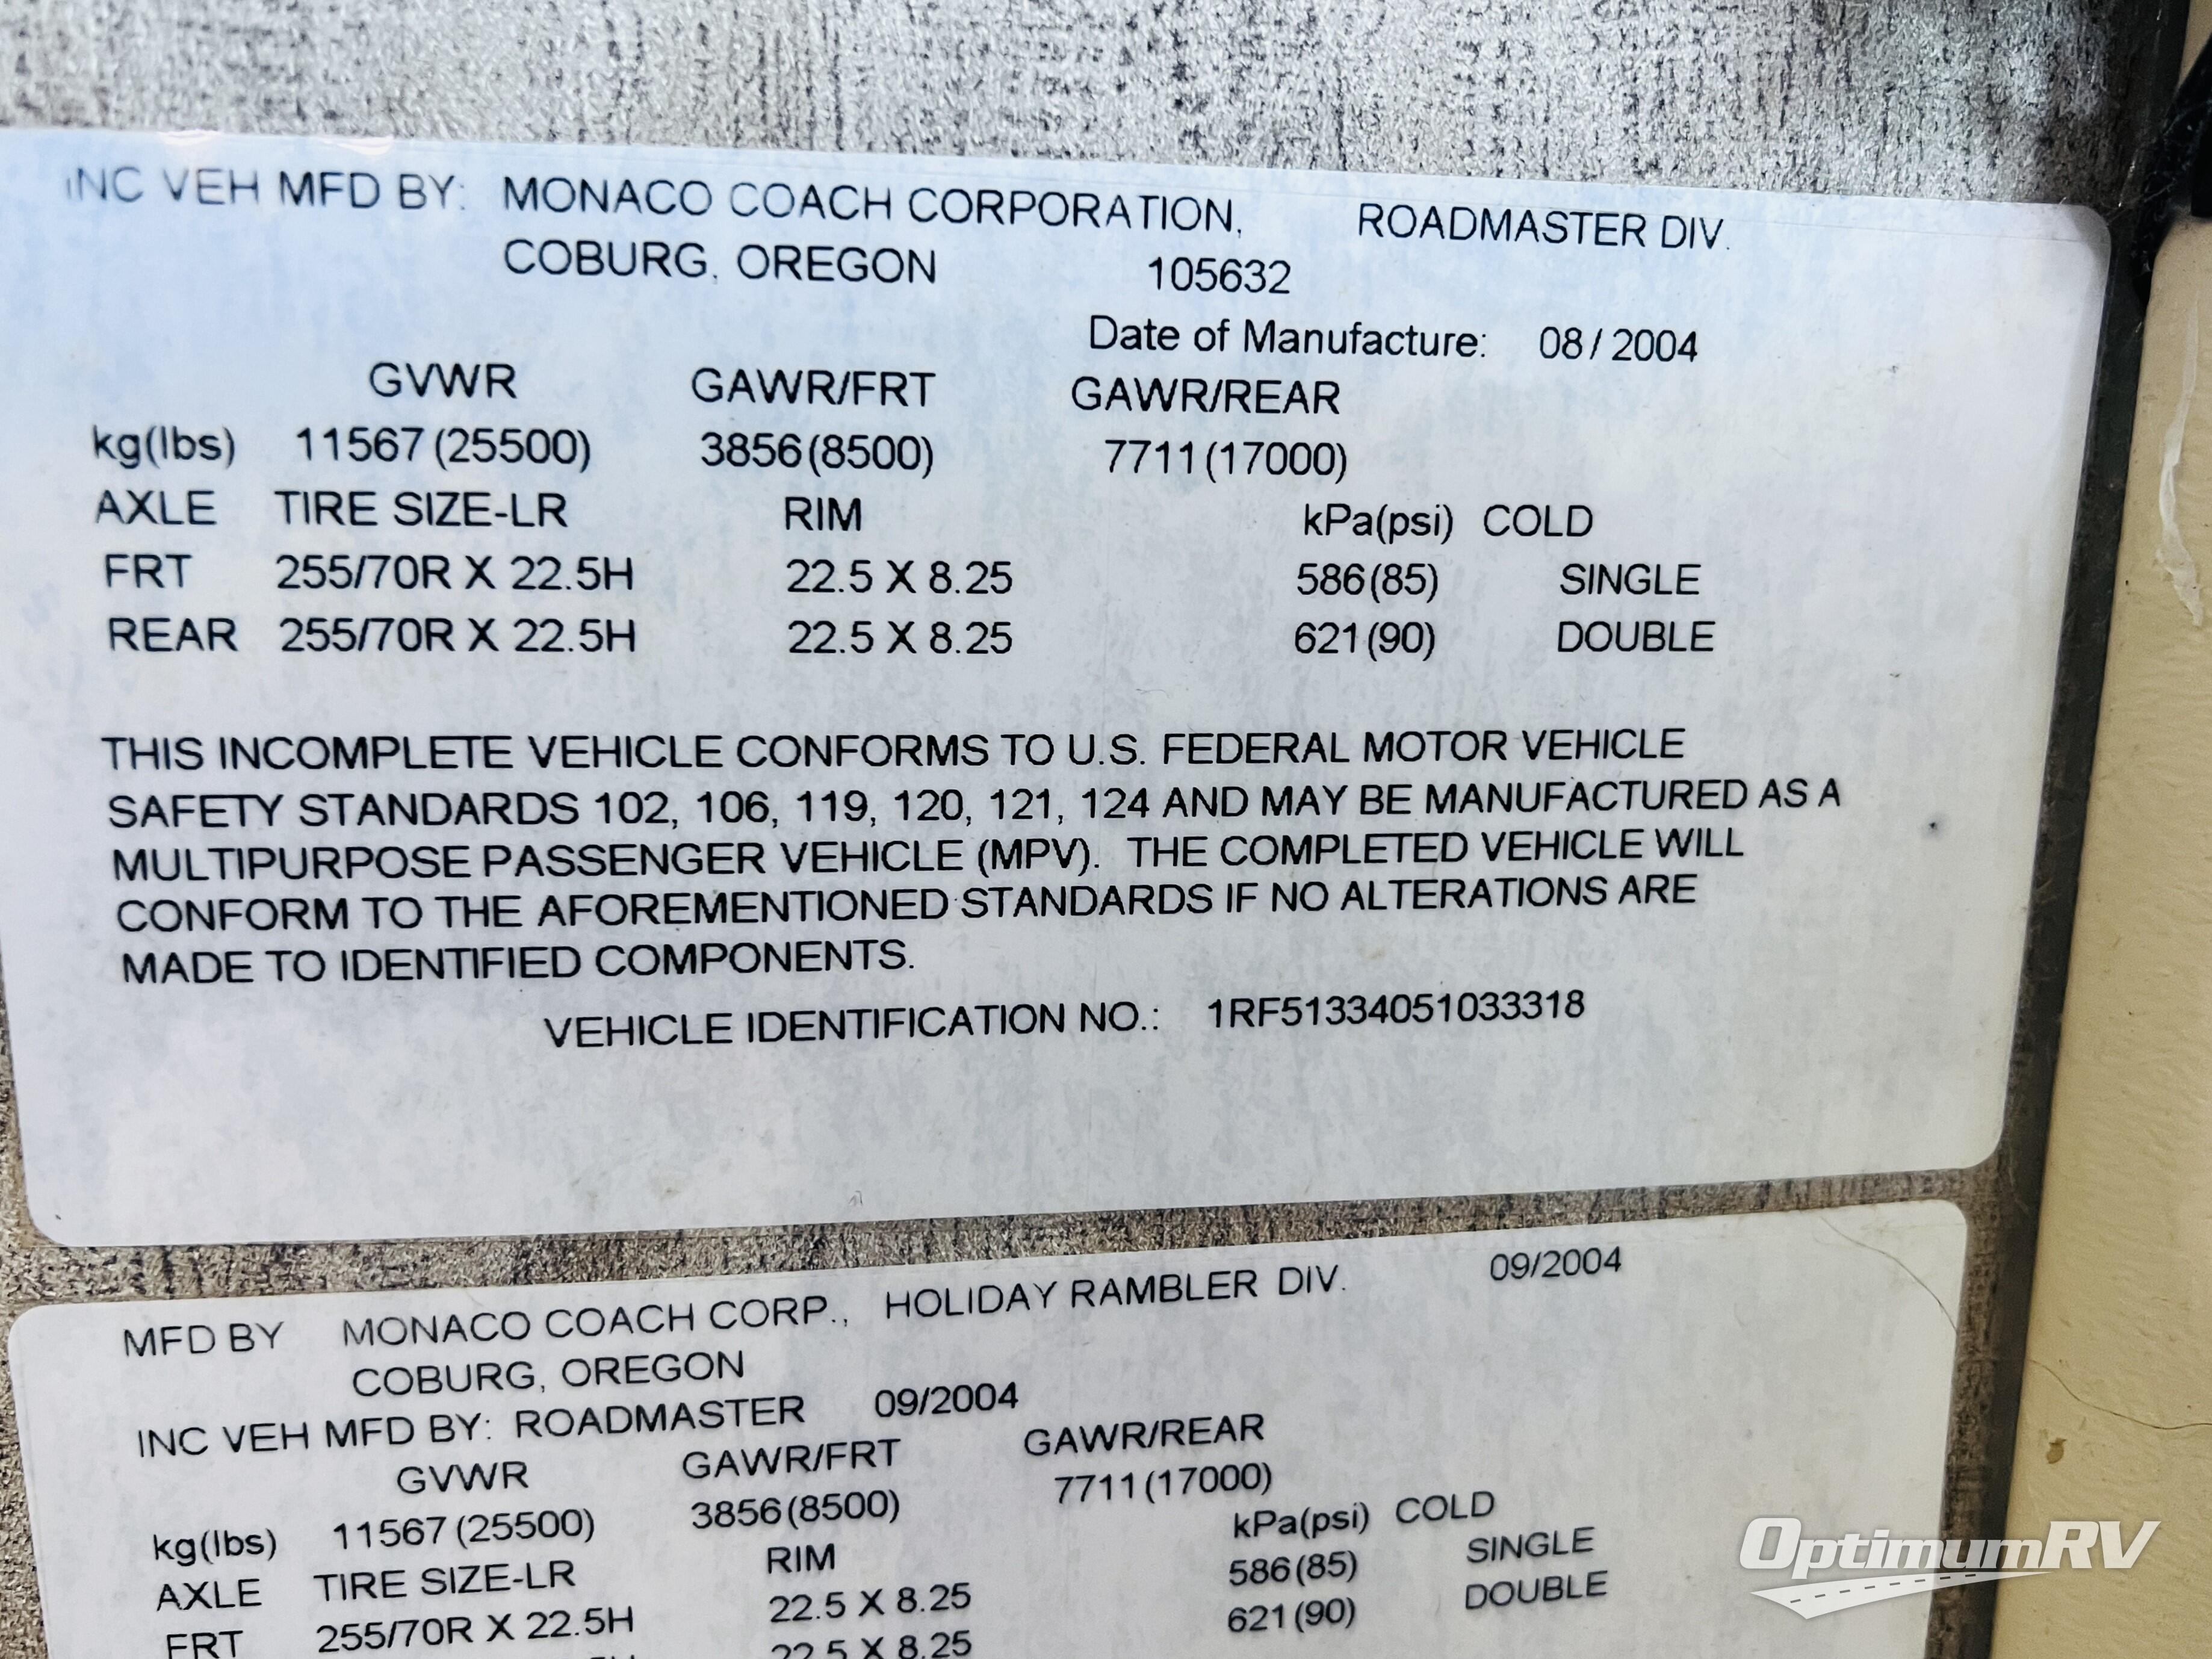 INC VEH MFD BY: MONACO COACH CORPORATION, ROADMASTER DIV.
COBURG, OREGON 105632
Date of Manufacture: 08/2004
GVWR GAWR/FRT GAWR/REAR
kg(lbs) 11567(25500) 3856(8500) 7711(17000)
AXLE TIRE SIZE-LR RIM kPa(psi) COLD
FRT 255/70R X 22.5H 22.5 X 8.25 586(85) SINGLE
REAR 255/70R X 22.5H 22.5 X 8.25 621(90) DOUBLE
THIS INCOMPLETE VEHICLE CONFORMS TO U.S. FEDERAL MOTOR VEHICLE
SAFETY STANDARDS 102, 106, 119, 120, 121, 124 AND MAY BE MANUFACTURED AS A
MULTIPURPOSE PASSENGER VEHICLE (MPV). THE COMPLETED VEHICLE WILL
CONFORM TO THE AFOREMENTIONED STANDARDS IF NO ALTERATIONS ARE
MADE TO IDENTIFIED COMPONENTS.
VEHICLE IDENTIFICATION NO.: 1RF51334051033318
MFD BY MONACO COACH CORP., HOLIDAY RAMBLER DIV. 09/2004
COBURG, OREGON
INC VEH MFD BY: ROADMASTER 09/2004
GVWR GAWR/FRT GAWR/REAR
kg(lbs) 11567(25500) 3856(8500) 7711(17000)
AXLE TIRE SIZE-LR RIM kPa(psi) COLD
FRT 255/70R X 22.5H 22.5 X 8.25 586(85) SINGLE
22.5 X 8.25 621(90) DOUBLE
OptimumRV